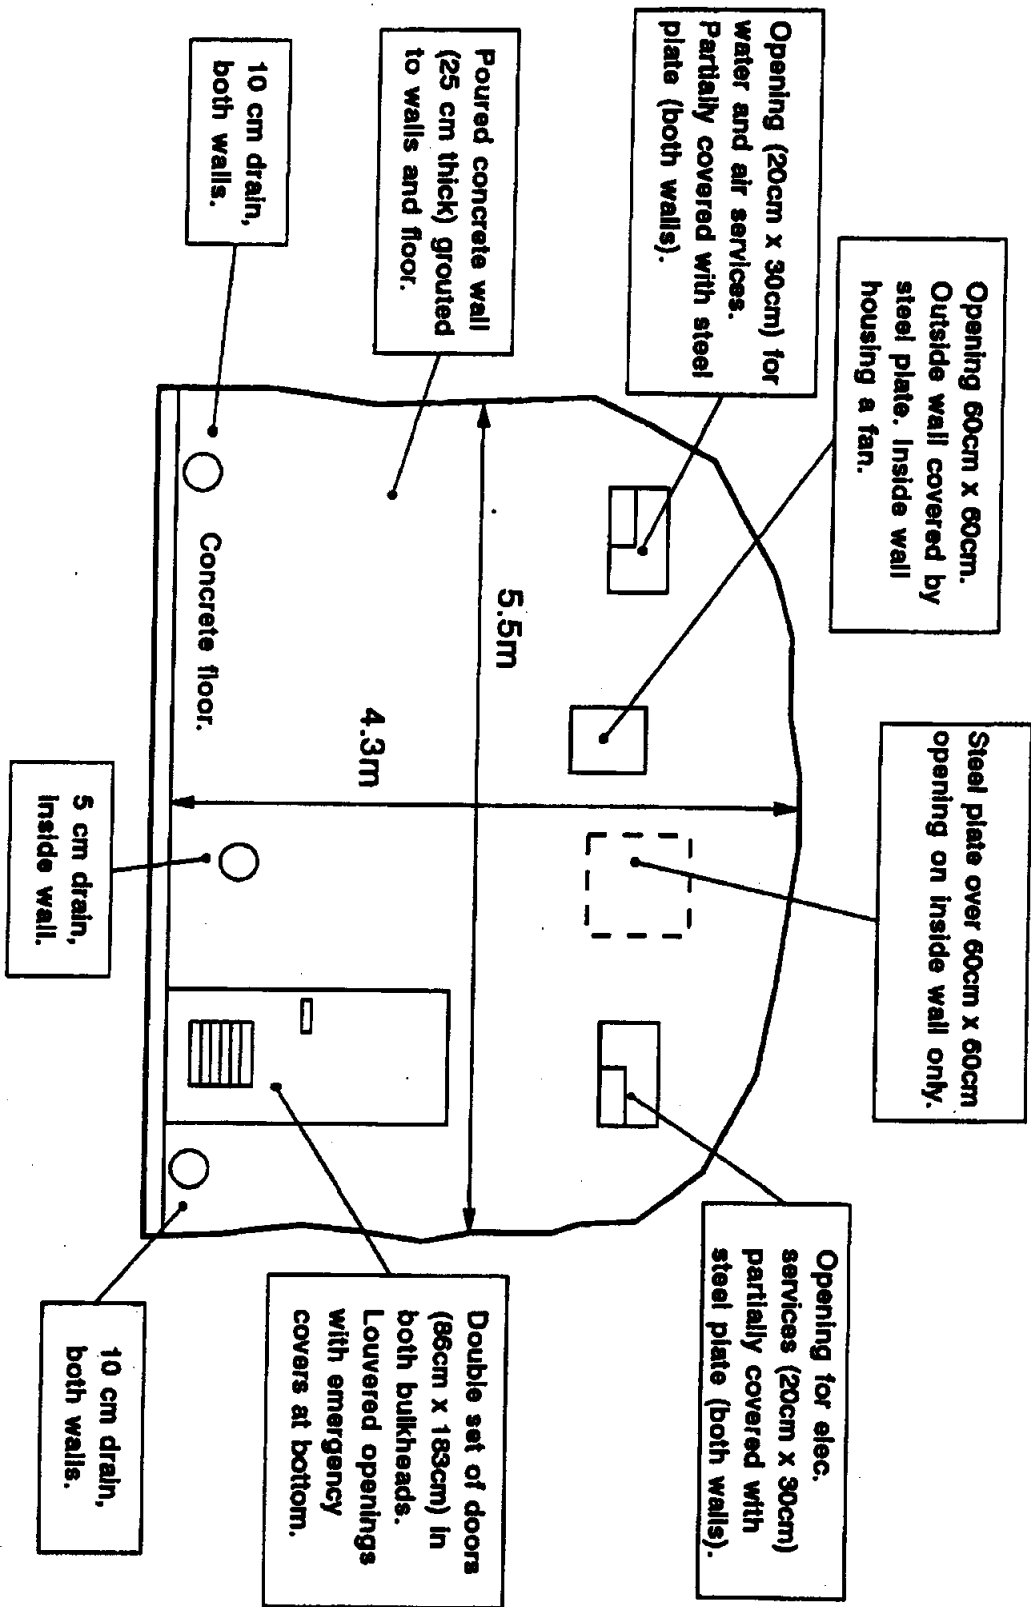 Opening (20cm x 30cm) for
water and air services.
Partially covered with steel
plate (both walls).
Opening 60cm x 60cm.
Outside wall covered by
steel plate. Inside wall
housing a fan.
Steel plate over 60cm x 60cm
opening on inside wall only.
Opening for elec.
services (20cm x 30cm)
partially covered with
steel plate (both walls).
Poured concrete wall
(25 cm thick) grouted
to walls and floor.
5.5m
4.3m
Double set of doors
(86cm x 183cm) in
both bulkheads.
Louvered openings
with emergency
covers at bottom.
10 cm drain,
both walls.
Concrete floor.
5 cm drain,
inside wall.
10 cm drain,
both walls.